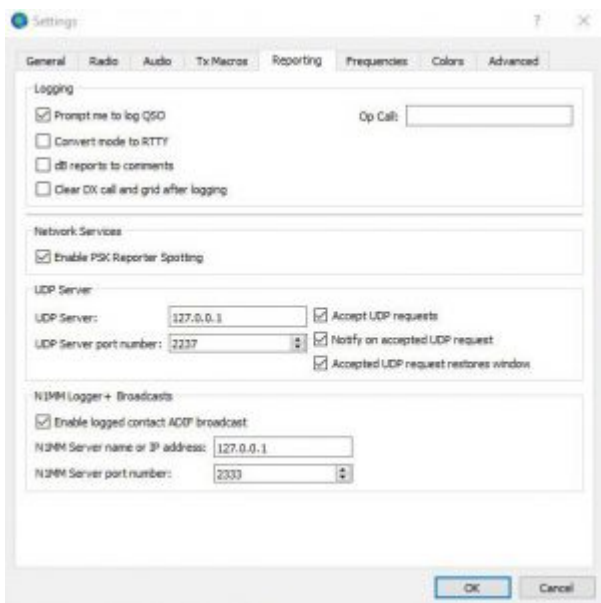 Settings
General Radio Audio Tx Macros Reporting Frequencies Colors Advanced
Logging
Prompt me to log QSO Op Call:
Convert mode to RTTY
dB reports to comments
Clear DX call and grid after logging
Network Services
Enable PSK Reporter Spotting
UDP Server
UDP Server: 127.0.0.1 Accept UDP requests
UDP Server port number: 2237 Notify on accepted UDP request
Accepted UDP request restores window
N1MM Logger+ Broadcasts
Enable logged contact ADIF broadcast
N1MM Server name or IP address: 127.0.0.1
N1MM Server port number: 2333
OK Cancel